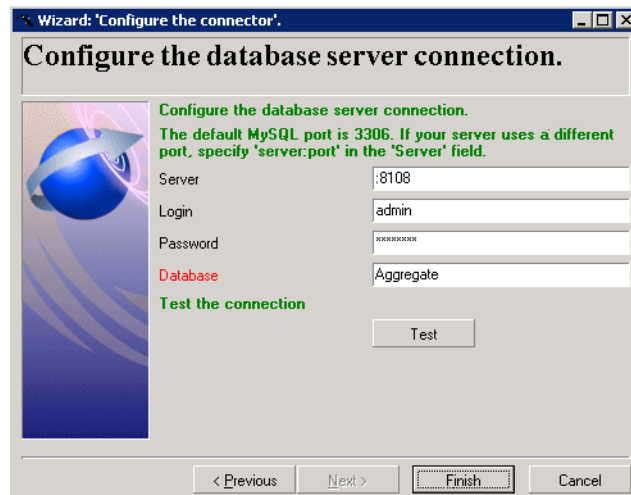 Wizard: 'Configure the connector'.
Configure the database server connection.
Configure the database server connection.
The default MySQL port is 3306. If your server uses a different
port, specify 'server:port' in the 'Server' field.
Server :8108
Login admin
Password ********
Database Aggregate
Test the connection
Test
< Previous Next > Finish Cancel